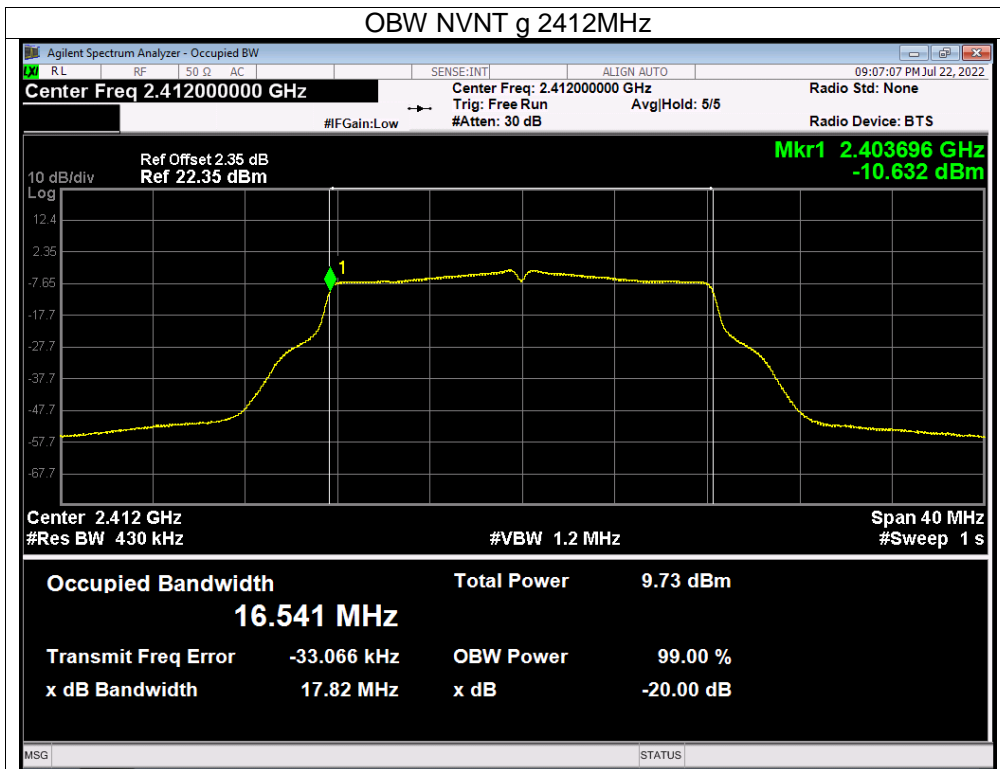 OBW NVNT g 2412MHz
Agilent Spectrum Analyzer - Occupied BW
LXI RL RF 50 Ω AC SENSE:INT ALIGN AUTO 09:07:07 PM Jul 22, 2022
Center Freq 2.412000000 GHz Center Freq: 2.412000000 GHz Radio Std: None
Trig: Free Run Avg|Hold: 5/5
#IFGain:Low #Atten: 30 dB Radio Device: BTS
Mkr1 2.403696 GHz
-10.632 dBm
Ref Offset 2.35 dB
10 dB/div Ref 22.35 dBm
Log
12.4
2.35
1
-7.65
-17.7
-27.7
-37.7
-47.7
-57.7
-67.7
Center 2.412 GHz Span 40 MHz
#Res BW 430 kHz #VBW 1.2 MHz #Sweep 1 s
Occupied Bandwidth Total Power 9.73 dBm
16.541 MHz
Transmit Freq Error -33.066 kHz OBW Power 99.00 %
x dB Bandwidth 17.82 MHz x dB -20.00 dB
MSG STATUS